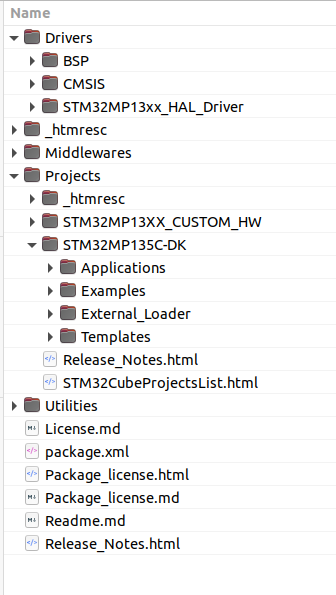 Name
Drivers
BSP
CMSIS
STM32MP13xx_HAL_Driver
_htmresc
Middlewares
Projects
_htmresc
STM32MP13XX_CUSTOM_HW
STM32MP135C-DK
Applications
Examples
External_Loader
Templates
Release_Notes.html
STM32CubeProjectsList.html
Utilities
License.md
package.xml
Package_license.html
Package_license.md
Readme.md
Release_Notes.html